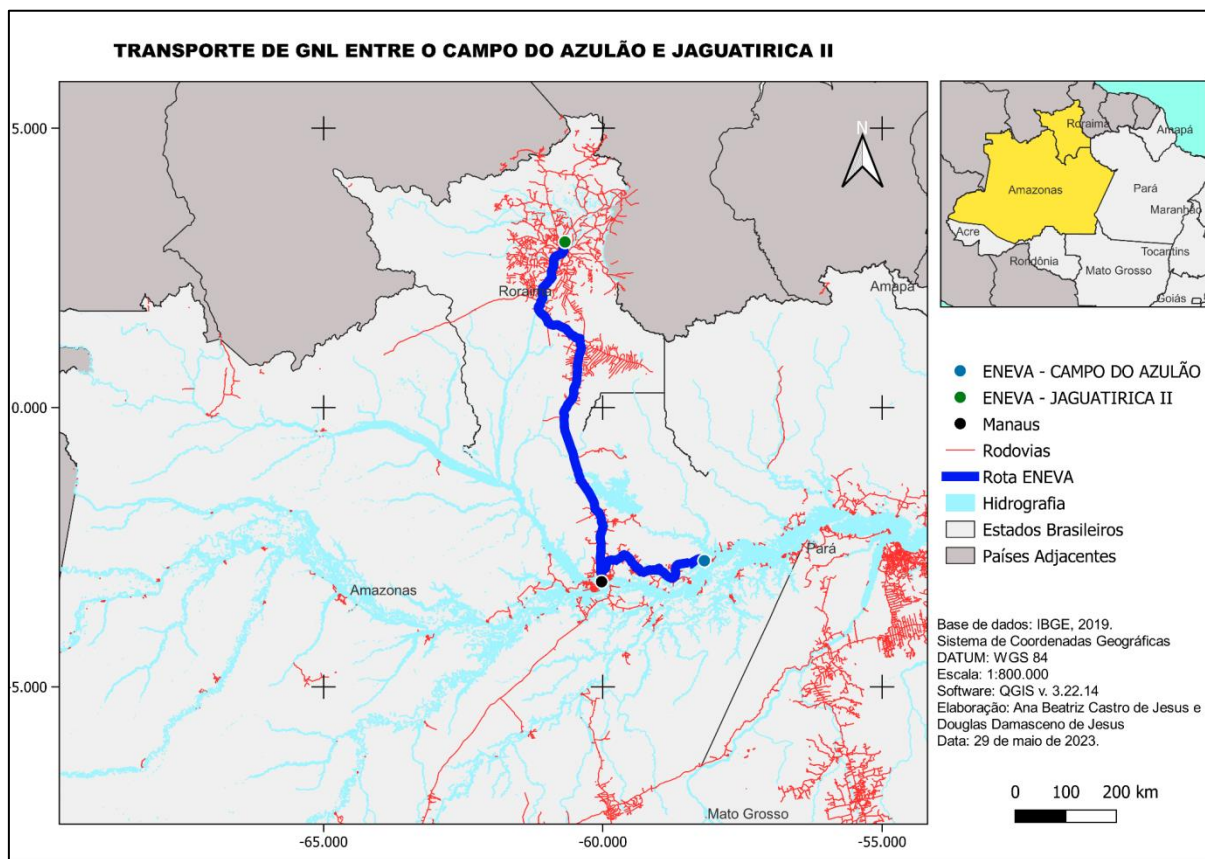 TRANSPORTE DE GNL ENTRE O CAMPO DO AZULÃO E JAGUATIRICA II
5.000
0.000
-5.000
-65.000
-60.000
-55.000
N
Roraima
Amapá
Amazonas
Pará
Mato Grosso
Roraima
Amapá
Amazonas
Pará
Maranhão
Acre
Tocantins
Rondônia
Mato Grosso
Goiás
ENEVA - CAMPO DO AZULÃO
ENEVA - JAGUATIRICA II
Manaus
Rodovias
Rota ENEVA
Hidrografia
Estados Brasileiros
Países Adjacentes
Base de dados: IBGE, 2019.
Sistema de Coordenadas Geográficas
DATUM: WGS 84
Escala: 1:800.000
Software: QGIS v. 3.22.14
Elaboração: Ana Beatriz Castro de Jesus e
Douglas Damasceno de Jesus
Data: 29 de maio de 2023.
0 100 200 km